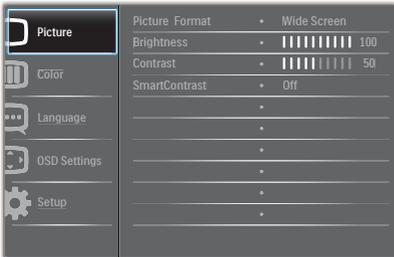 Picture
Color
Language
OSD Settings
Setup
Picture Format • Wide Screen
Brightness • 100
Contrast • 50
SmartContrast • Off